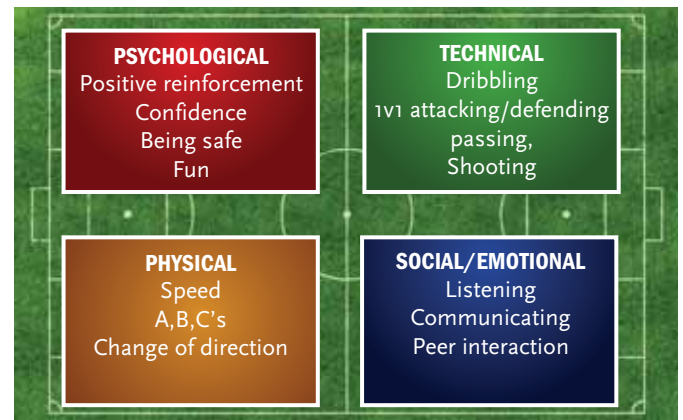 PSYCHOLOGICAL
Positive reinforcement
Confidence
Being safe
Fun
TECHNICAL
Dribbling
1v1 attacking/defending
passing,
Shooting
PHYSICAL
Speed
A,B,C's
Change of direction
SOCIAL/EMOTIONAL
Listening
Communicating
Peer interaction